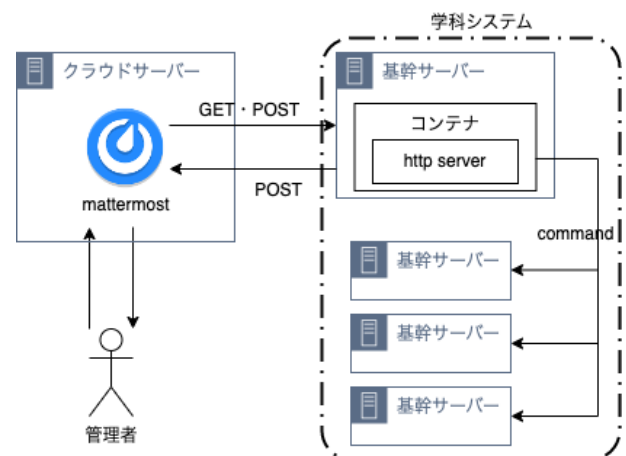 学科システム
クラウドサーバー
基幹サーバー
GET・POST
コンテナ
http server
POST
mattermost
command
基幹サーバー
基幹サーバー
基幹サーバー
管理者